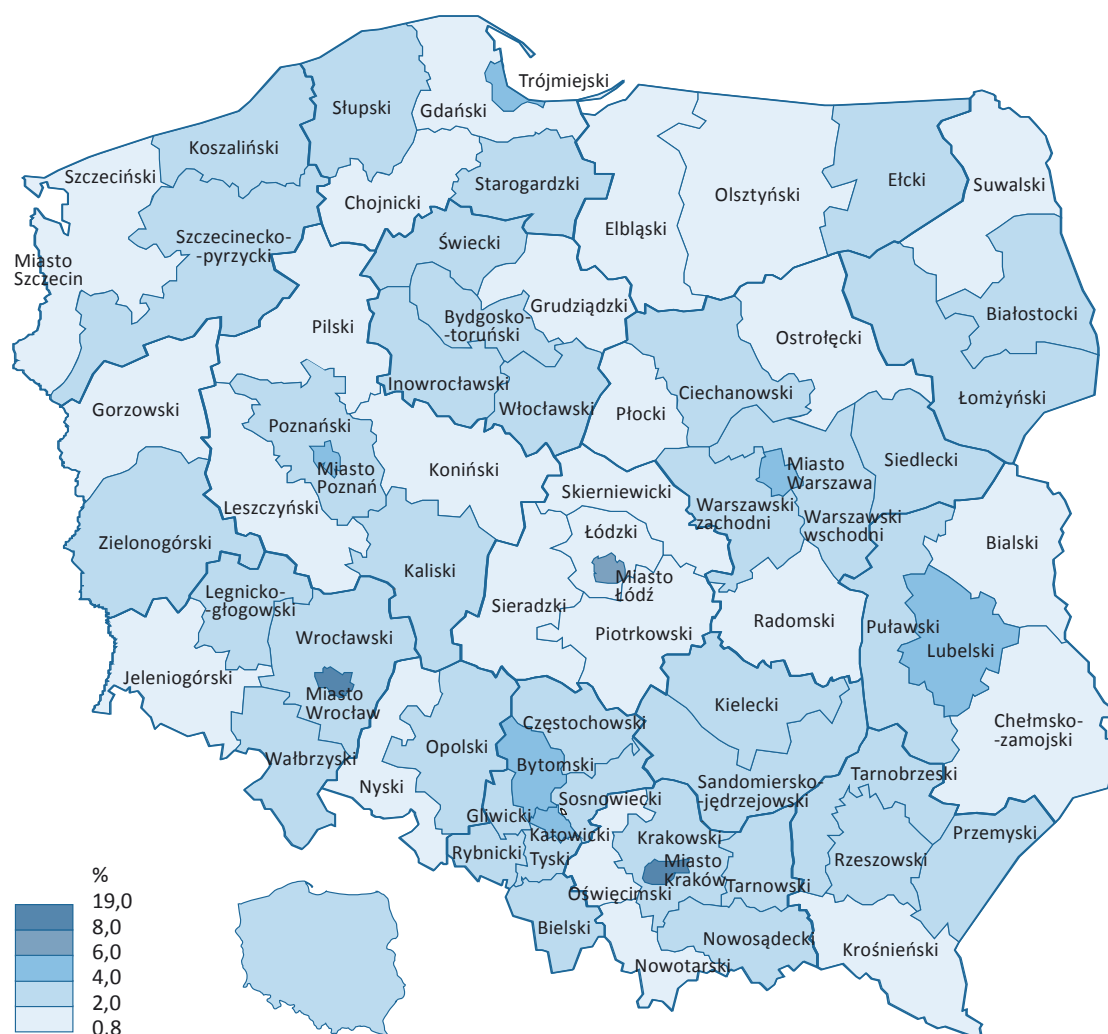 Trójmiejski
Słupski
Gdański
Koszaliński
Szczeciński
Starogardzki
Ełcki
Suwalski
Chojnicki
Olsztyński
Elbląski
Szczecinecko-
-pyrzycki
Świecki
Miasto
Szczecin
Grudziądzki
Bydgosko-
-toruński
Białostocki
Pilski
Ostrołęcki
Inowrocławski
Ciechanowski
Łomżyński
Gorzowski
Włocławski
Płocki
Poznański
Siedlecki
Miasto
Poznań
Koniński
Miasto
Warszawa
Skierniewicki
Leszczyński
Warszawski
zachodni
Warszawski
wschodni
Łódzki
Zielonogórski
Bialski
Kaliski
Miasto
Łódź
Legnicko-
-głogowski
Sieradzki
Radomski
Puławski
Wrocławski
Piotrkowski
Lubelski
Jeleniogórski
Miasto
Wrocław
Kielecki
Chełmsko-
-zamojski
Częstochowski
Opolski
Wałbrzyski
Bytomski
Tarnobrzeski
Nyski
Sandomiersko-
-jędrzejowski
Sosnowiecki
Gliwicki
Katowicki
Krakowski
Przemyski
Rybnicki
Tyski
Miasto
Kraków
Rzeszowski
Oświęcimski
Tarnowski
Bielski
Nowosądecki
Krośnieński
Nowotarski
%
19,0
8,0
6,0
4,0
2,0
0.8